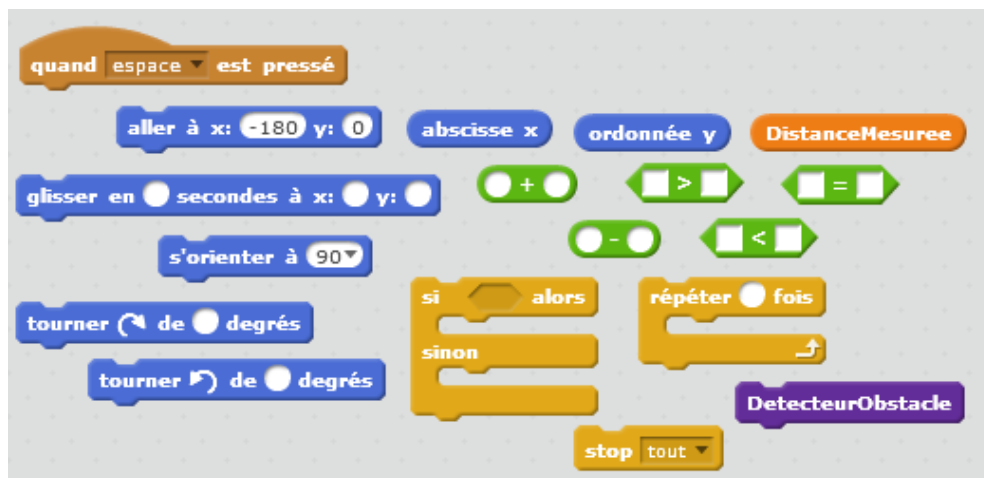 quand espace est pressé
aller à x: -180 y: 0
abscisse x
ordonnée y
DistanceMesuree
glisser en secondes à x: y:
+
>
=
-
<
s'orienter à 90
si alors
répéter fois
tourner de degrés
sinon
tourner de degrés
DetecteurObstacle
stop tout